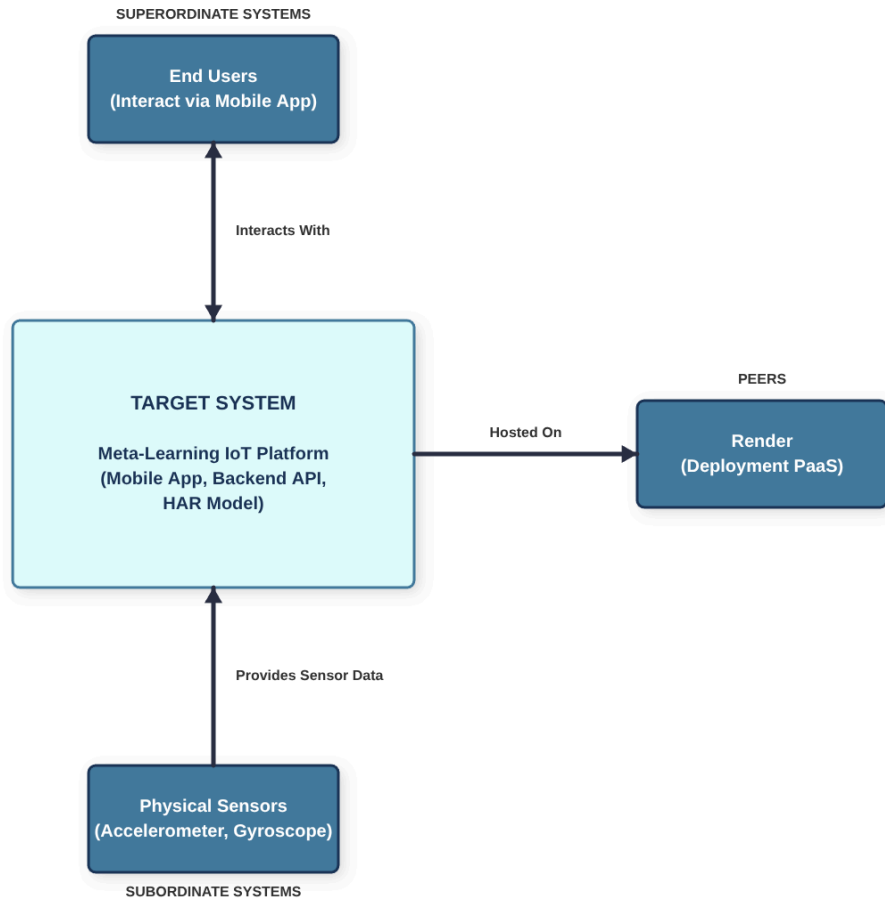 SUPERORDINATE SYSTEMS
End Users
(Interact via Mobile App)
Interacts With
TARGET SYSTEM
Meta-Learning IoT Platform
(Mobile App, Backend API,
HAR Model)
Hosted On
PEERS
Render
(Deployment PaaS)
Provides Sensor Data
Physical Sensors
(Accelerometer, Gyroscope)
SUBORDINATE SYSTEMS